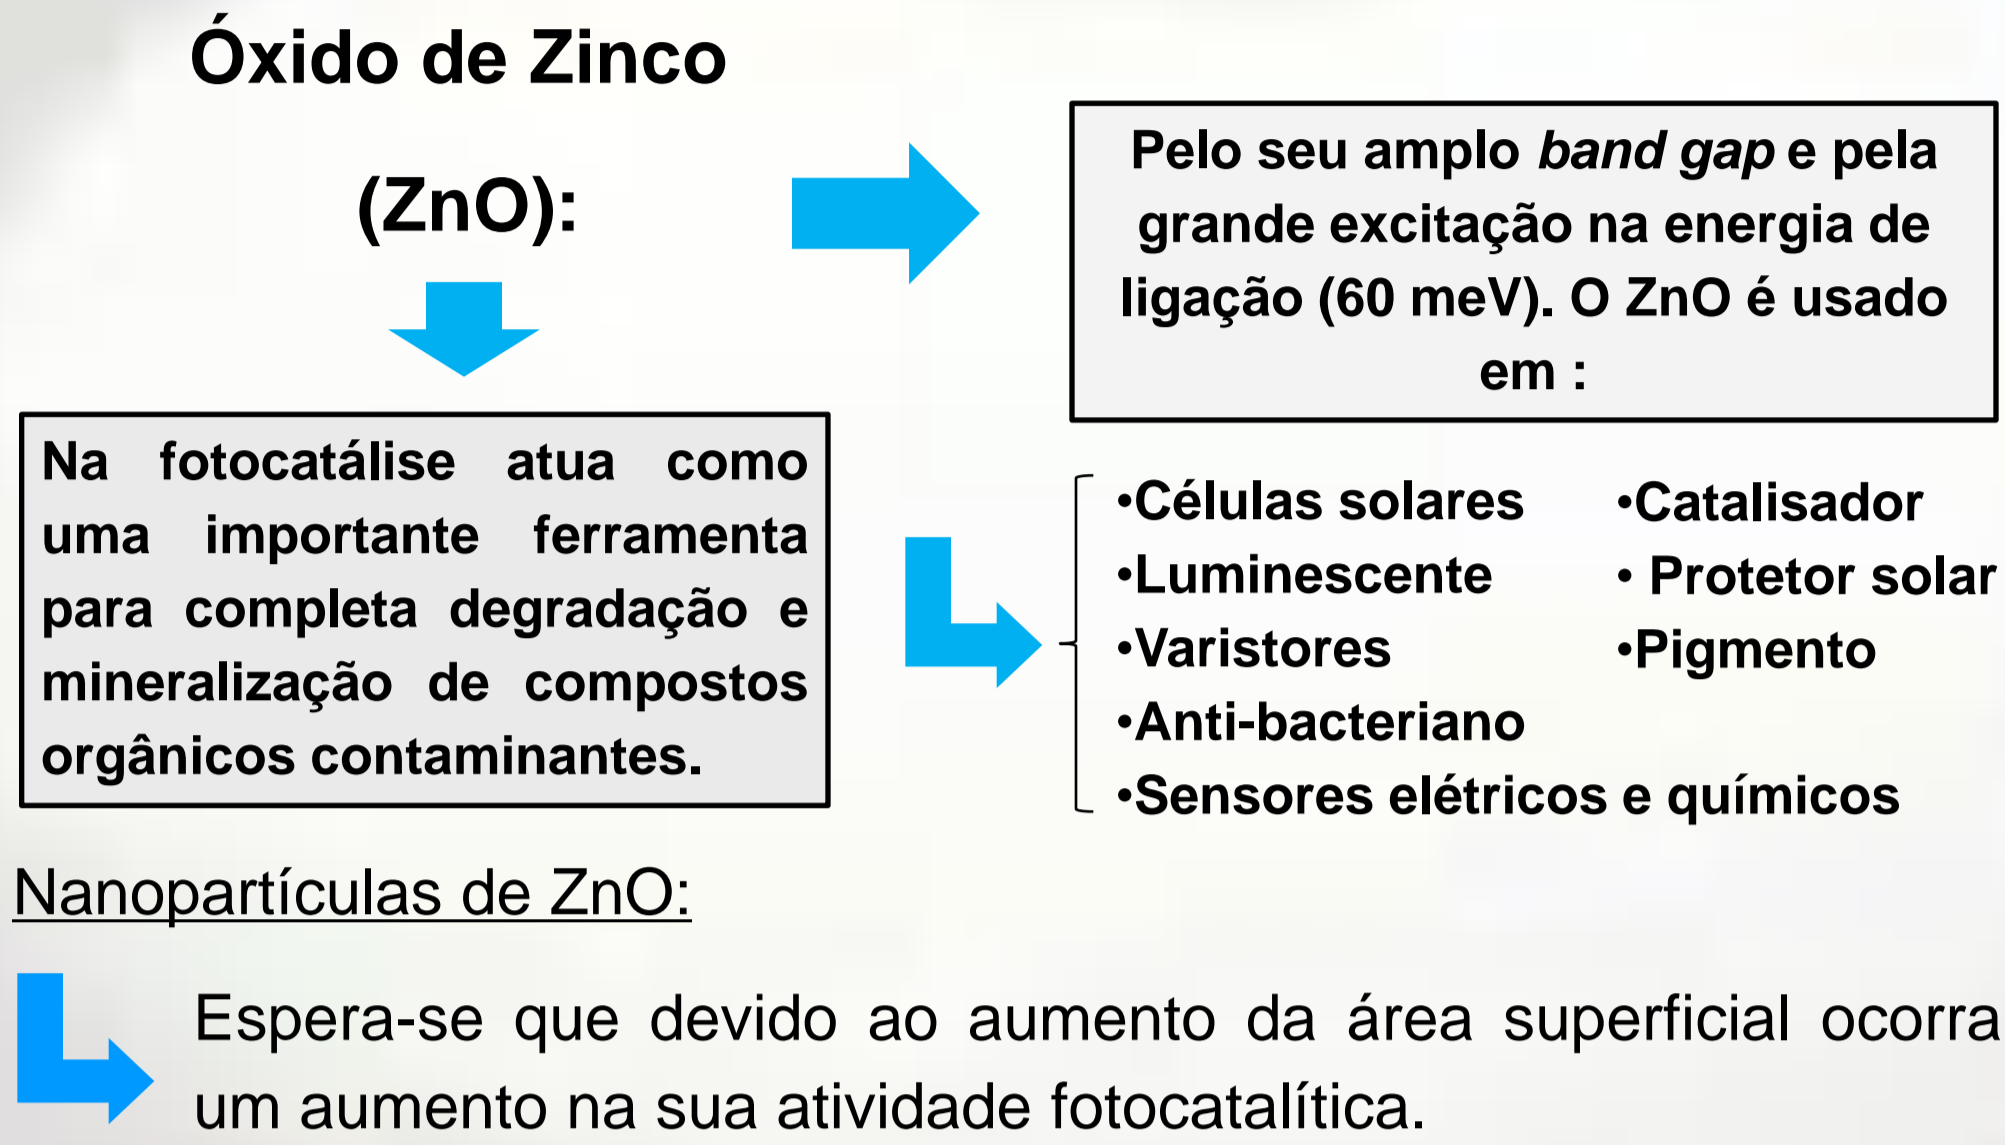 Óxido de Zinco
(ZnO):
Pelo seu amplo band gap e pela
grande excitação na energia de
ligação (60 meV). O ZnO é usado
em :
Na fotocatálise atua como
uma importante ferramenta
para completa degradação e
mineralização de compostos
orgânicos contaminantes.
•Células solares
•Luminescente
•Varistores
•Anti-bacteriano
•Sensores elétricos e químicos
•Catalisador
• Protetor solar
•Pigmento
Nanopartículas de ZnO:
Espera-se que devido ao aumento da área superficial ocorra
um aumento na sua atividade fotocatalítica.